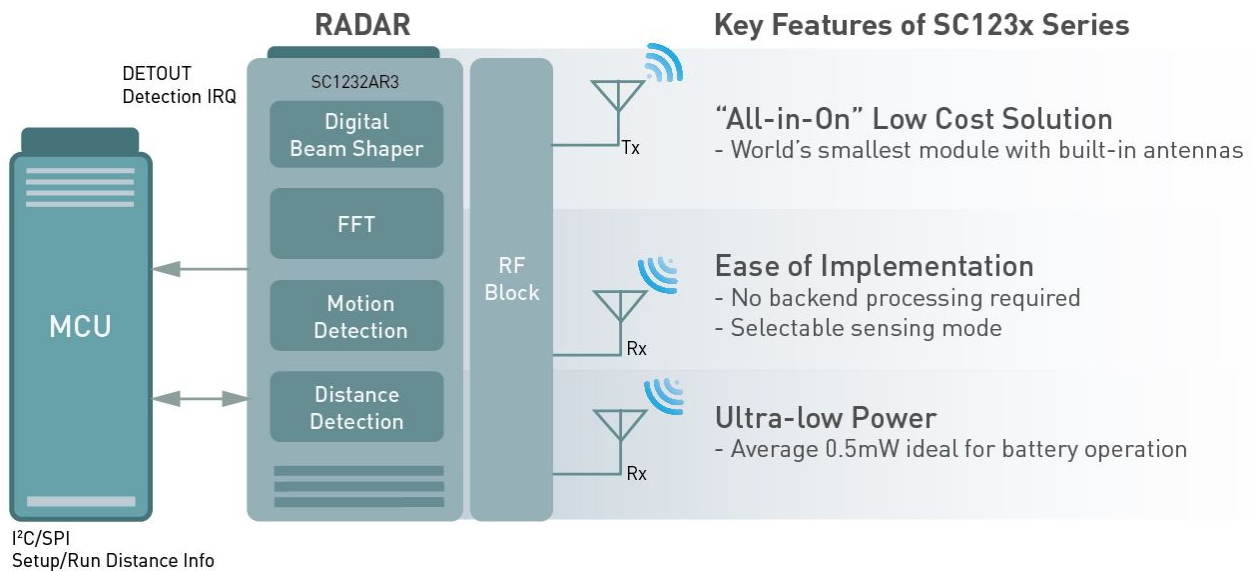 RADAR
Key Features of SC123x Series
DETOUT
Detection IRQ
SC1232AR3
Digital
Beam Shaper
FFT
Motion
Detection
Distance
Detection
RF
Block
MCU
I²C/SPI
Setup/Run Distance Info
Tx
Rx
Rx
“All-in-On” Low Cost Solution
- World’s smallest module with built-in antennas
Ease of Implementation
- No backend processing required
- Selectable sensing mode
Ultra-low Power
- Average 0.5mW ideal for battery operation